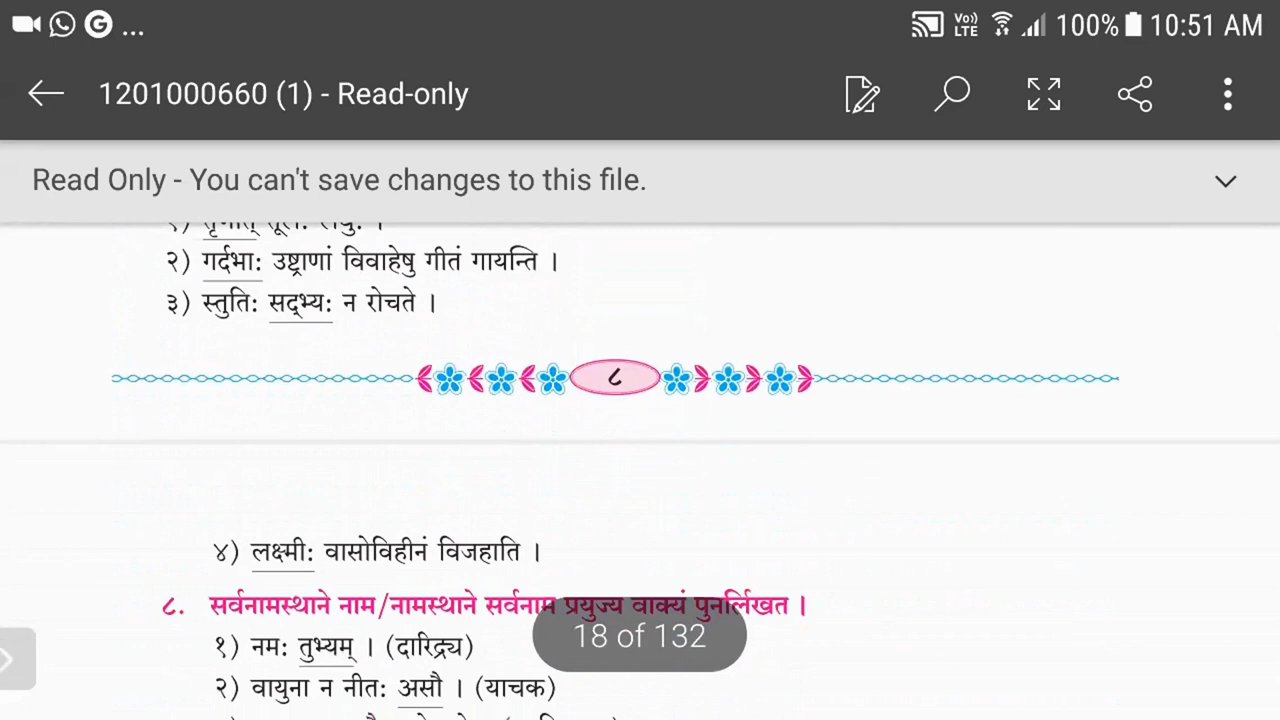 ... Vo)) LTE 100% 10:51 AM
1201000660 (1) - Read-only
Read Only - You can't save changes to this file.
२) गर्दभा: उष्ट्राणां विवाहेषु गीतं गायन्ति ।
३) स्तुति: सद्भ्य: न रोचते ।
८
४) लक्ष्मी: वासोविहीनं विजहाति ।
८. सर्वनामस्थाने नाम/नामस्थाने सर्वनाम प्रयुज्य वाक्यं पुनर्लिखत ।
18 of 132
१) नम: तुभ्यम् । (दारिद्र्य)
२) वायुना न नीत: असौ । (याचक)